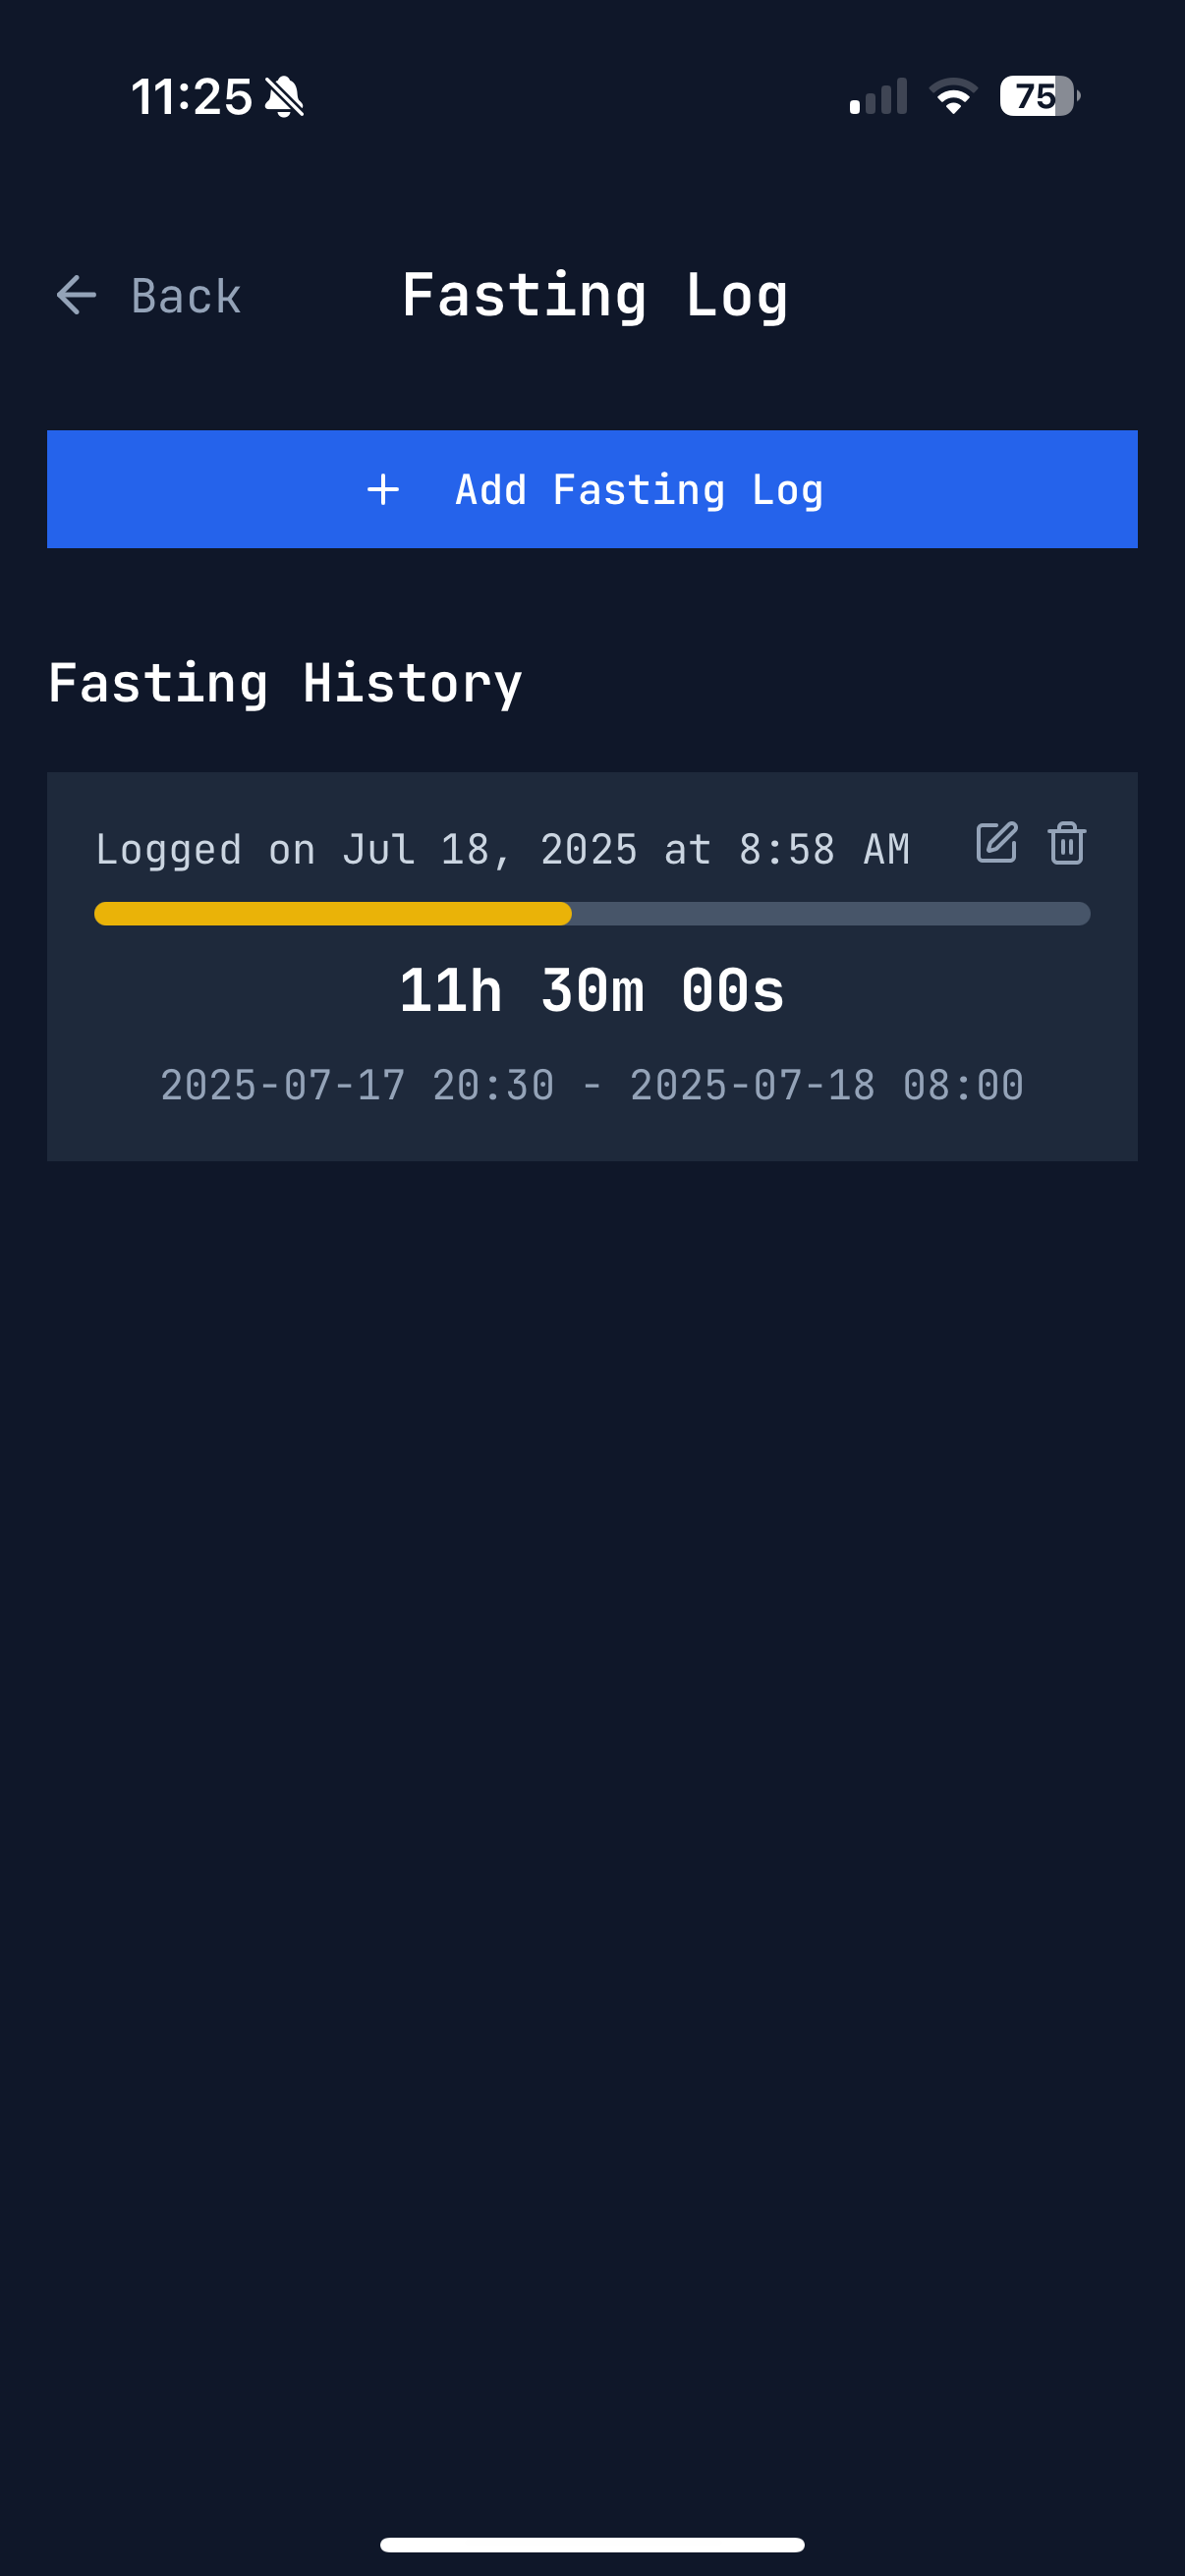 11:25
75
Back
Fasting Log
+ Add Fasting Log
Fasting History
Logged on Jul 18, 2025 at 8:58 AM
11h 30m 00s
2025-07-17 20:30 - 2025-07-18 08:00